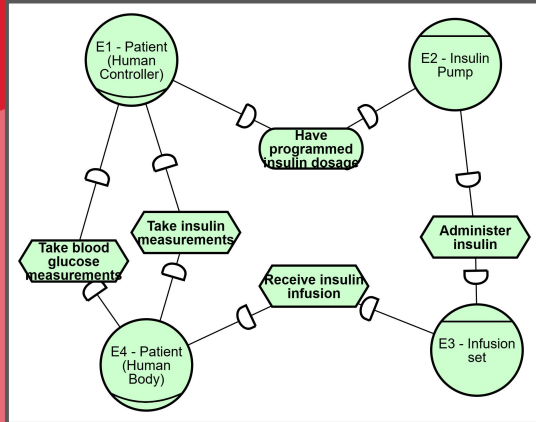 E1 - Patient
(Human
Controller)
E2 - Insulin
Pump
Have
programmed
insulin dosage
Take insulin
measurements
Administer
insulin
Take blood
glucose
measurements
Receive insulin
infusion
E4 - Patient
(Human
Body)
E3 - Infusion
set